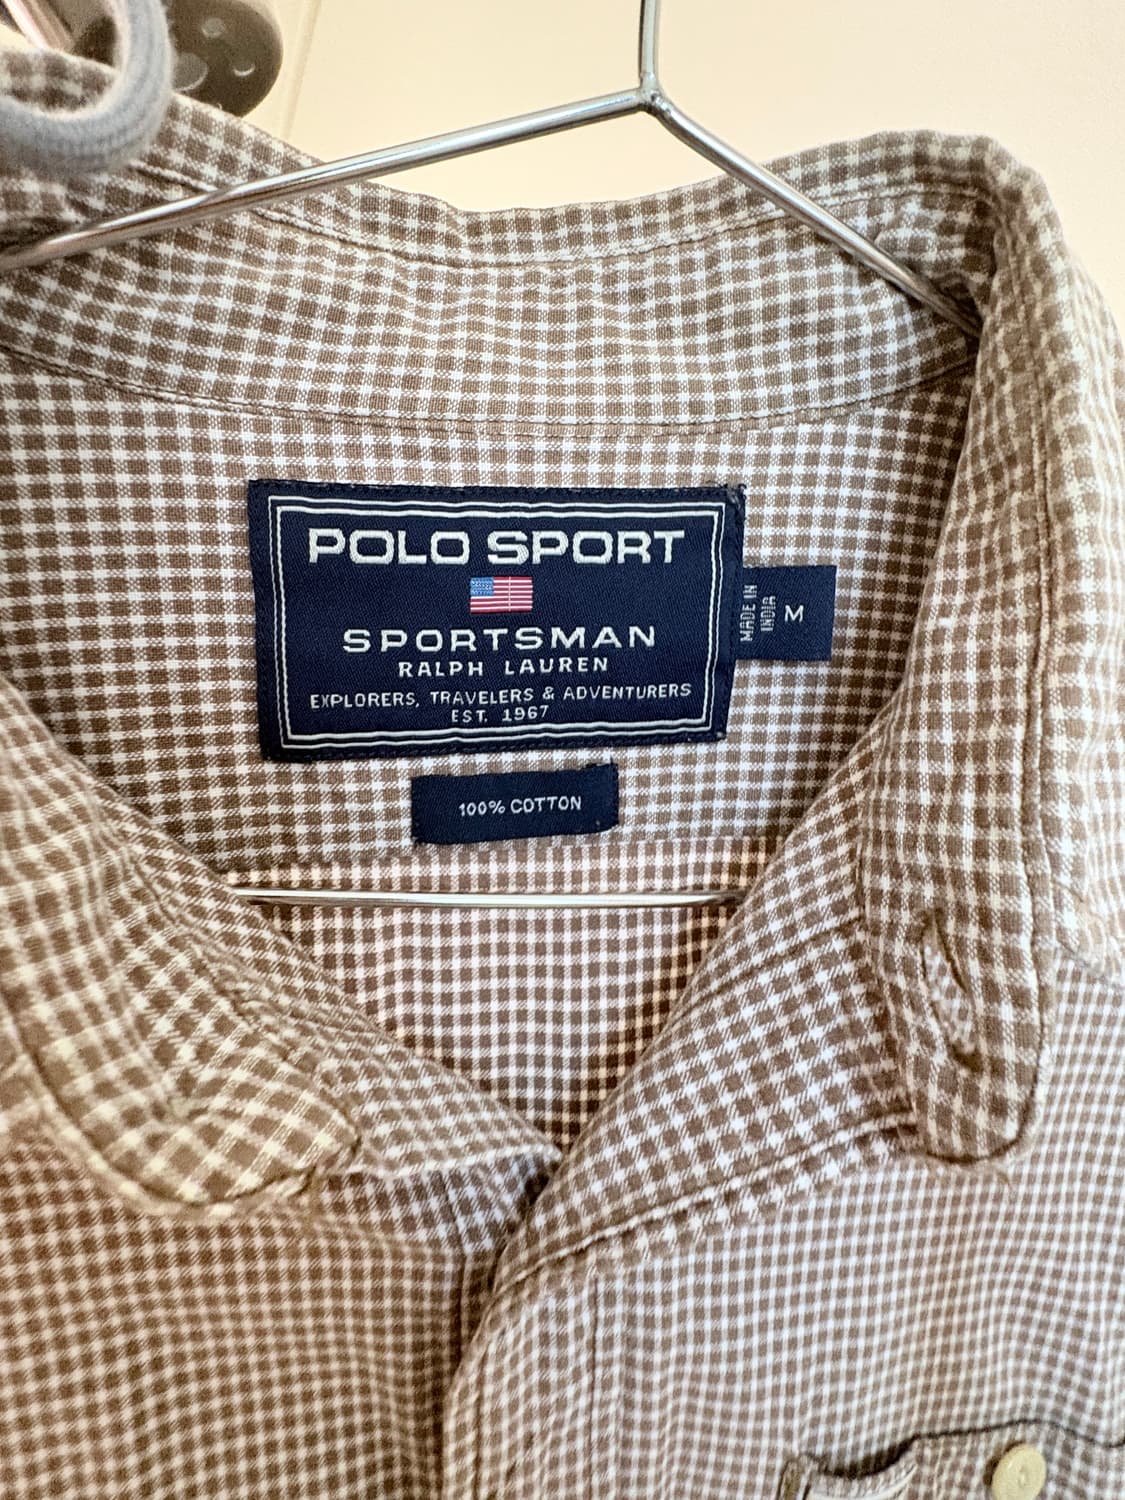 POLO SPORT
SPORTSMAN
RALPH LAUREN
EXPLORERS, TRAVELERS & ADVENTURERS
EST. 1967
MADE IN
INDIA
M
100% COTTON